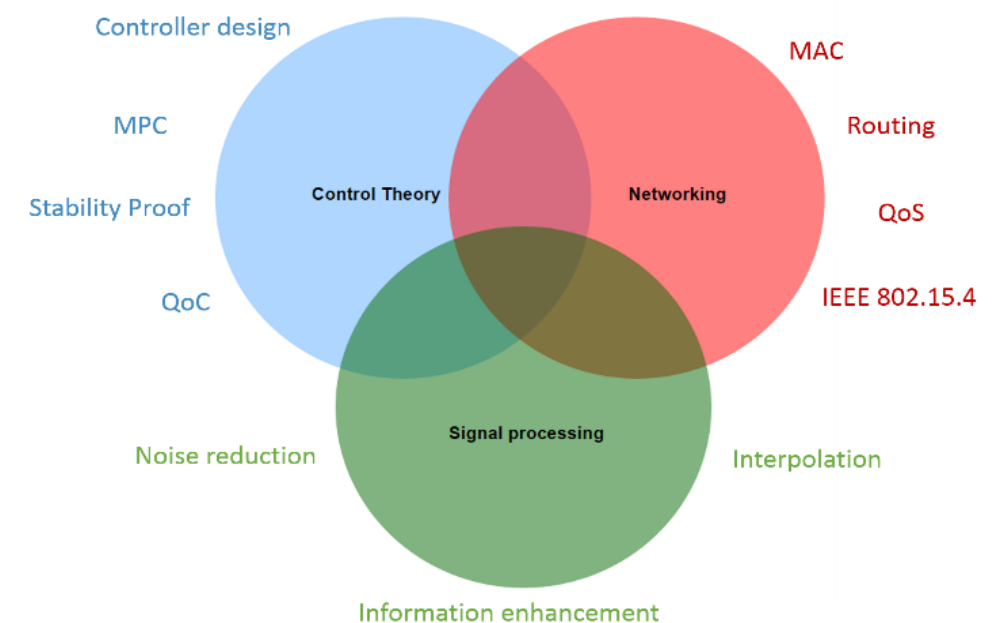 Controller design
MAC
MPC
Routing
Control Theory
Networking
Stability Proof
QoS
QoC
IEEE 802.15.4
Signal processing
Noise reduction
Interpolation
Information enhancement